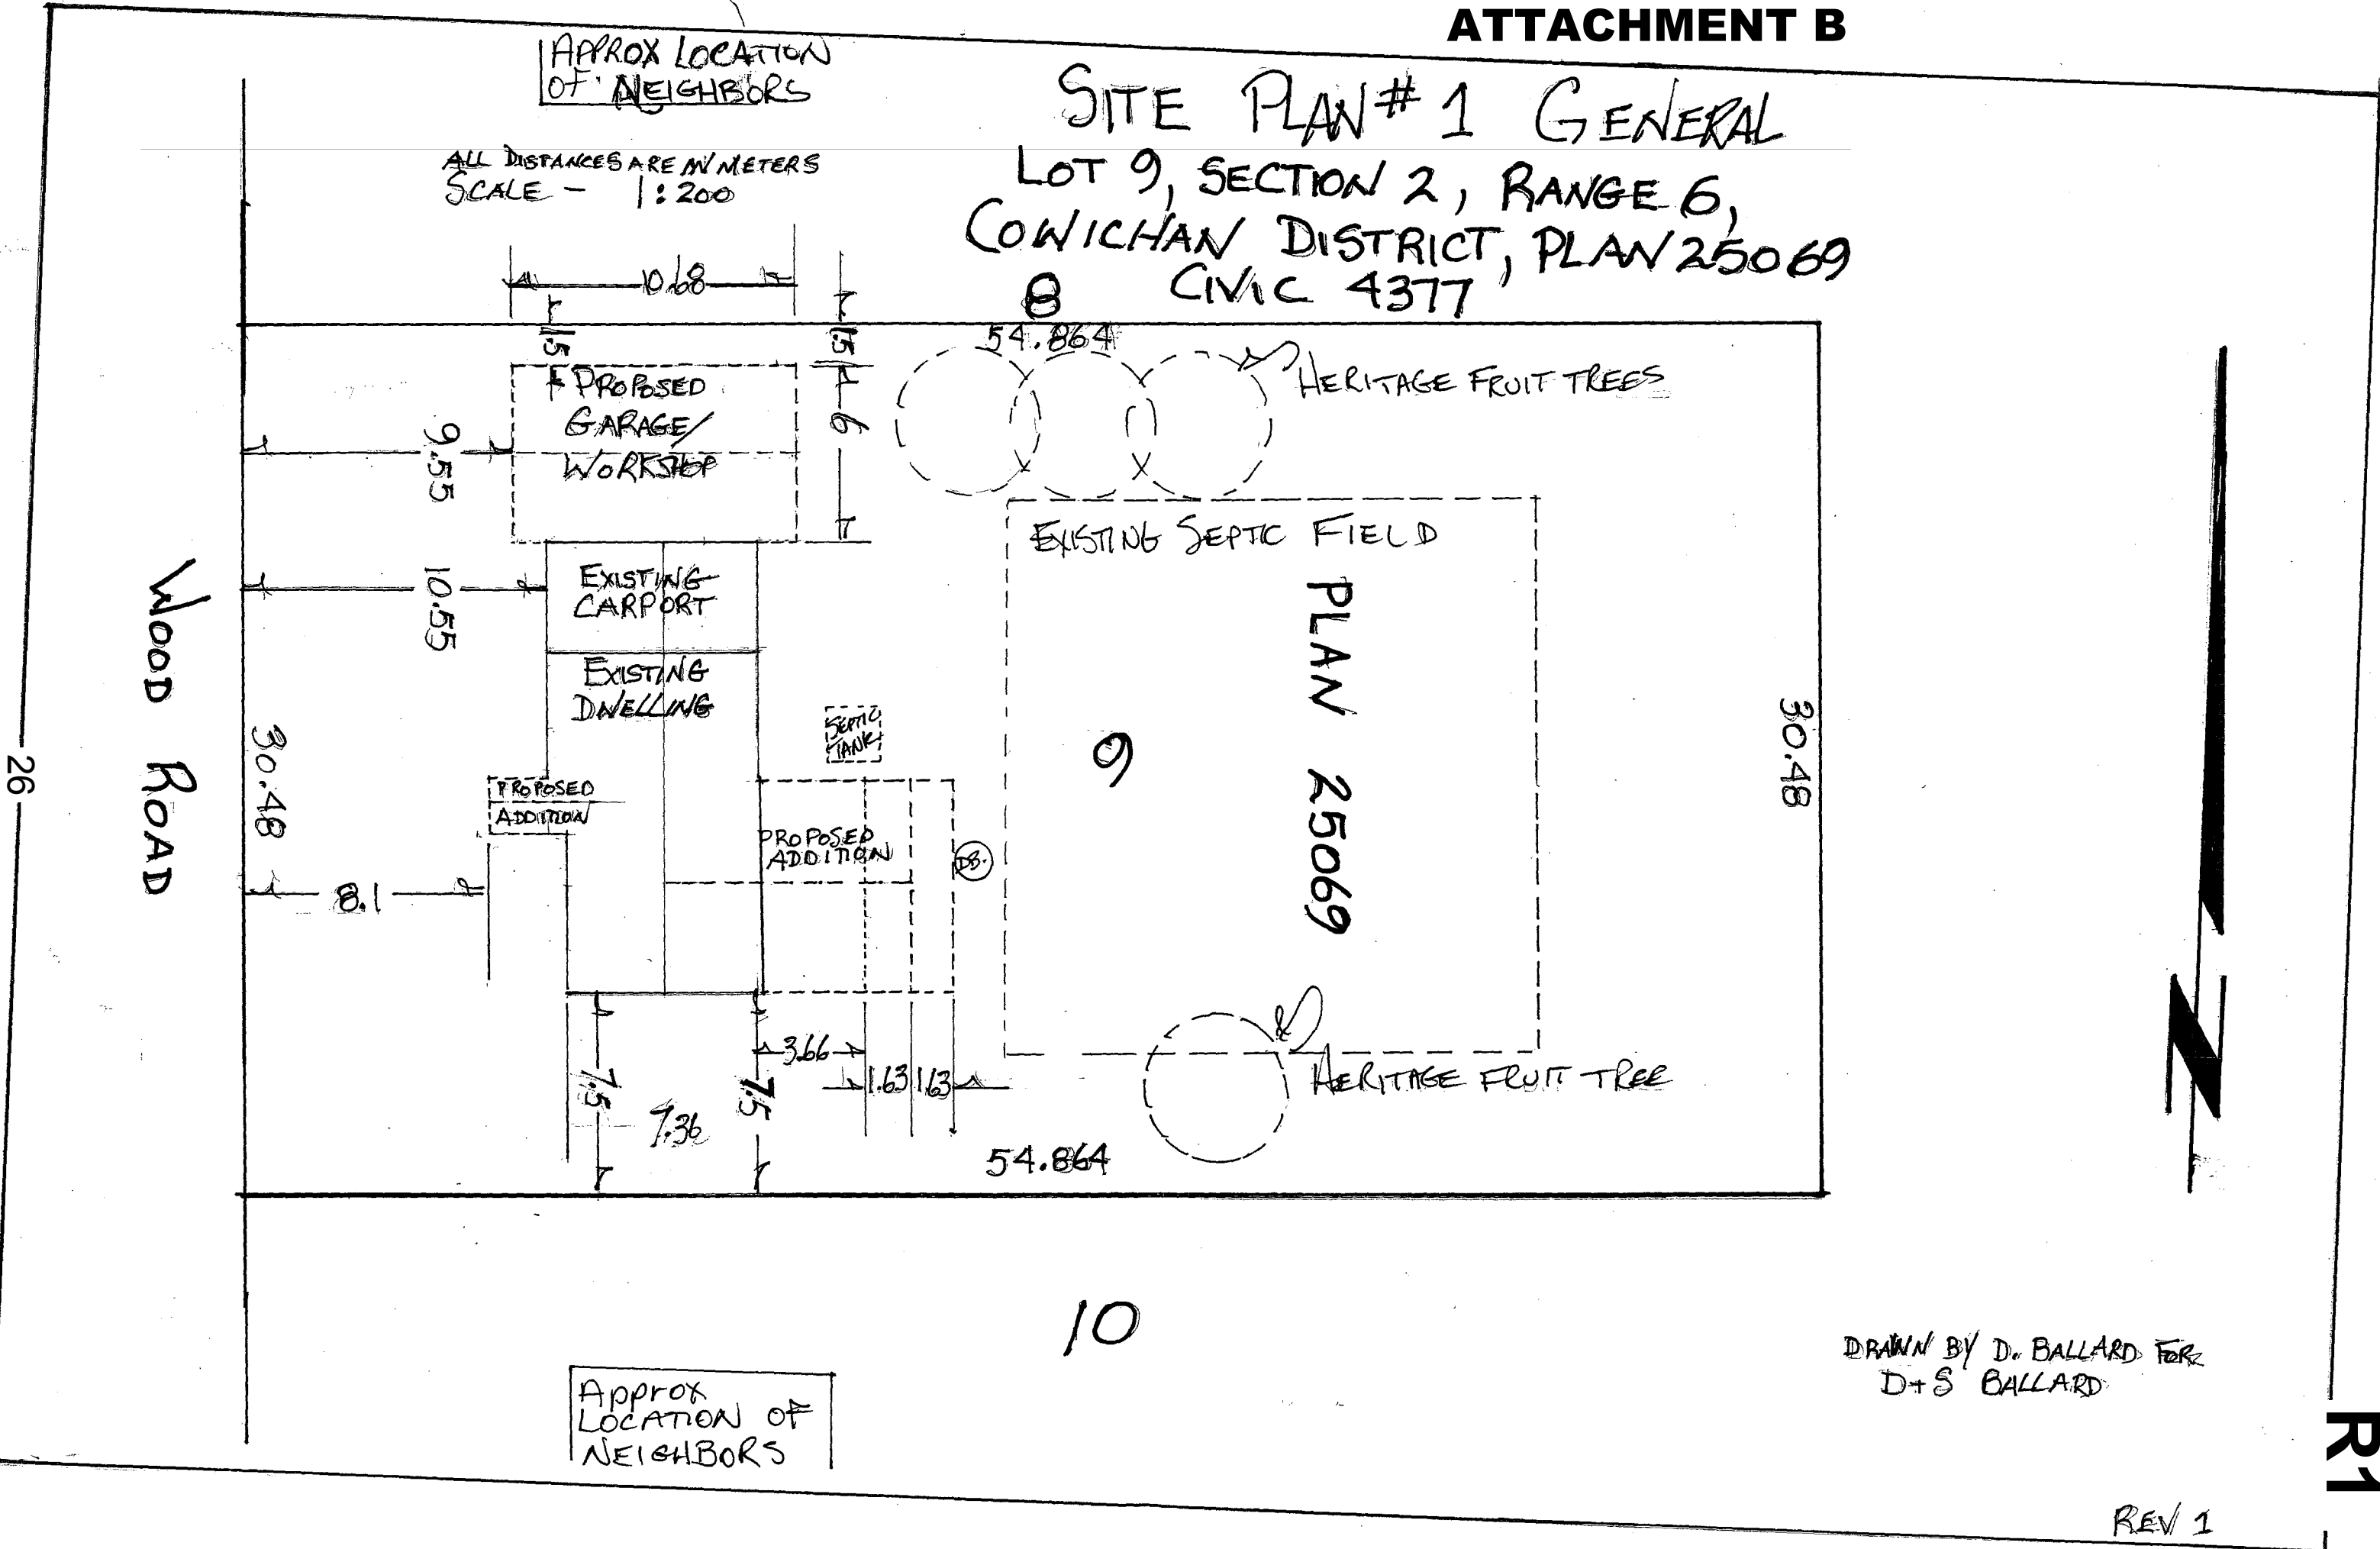 ATTACHMENT B
APPROX LOCATION
OF NEIGHBORS
SITE PLAN # 1 GENERAL
LOT 9, SECTION 2, RANGE 6,
COWICHAN DISTRICT, PLAN 25069
CIVIC 4377
ALL DISTANCES ARE IN METERS
SCALE - 1:200
10.68
8
54.864
1.5
1.5
HERITAGE FRUIT TREES
PROPOSED
GARAGE/
WORKSHOP
6
9.55
EXISTING SEPTIC FIELD
EXISTING
CARPORT
10.55
EXISTING
DWELLING
WOOD ROAD
30.48
SEPTIC
TANK
9
PLAN 25069
30.48
26
PROPOSED
ADDITION
PROPOSED
ADDITION
D.B.
8.1
3.66
1.63
1.63
7.5
7.5
7.36
HERITAGE FRUIT TREE
54.864
N
10
DRAWN BY D. BALLARD FOR
D+S BALLARD
Approx
LOCATION OF
NEIGHBORS
R1
REV 1